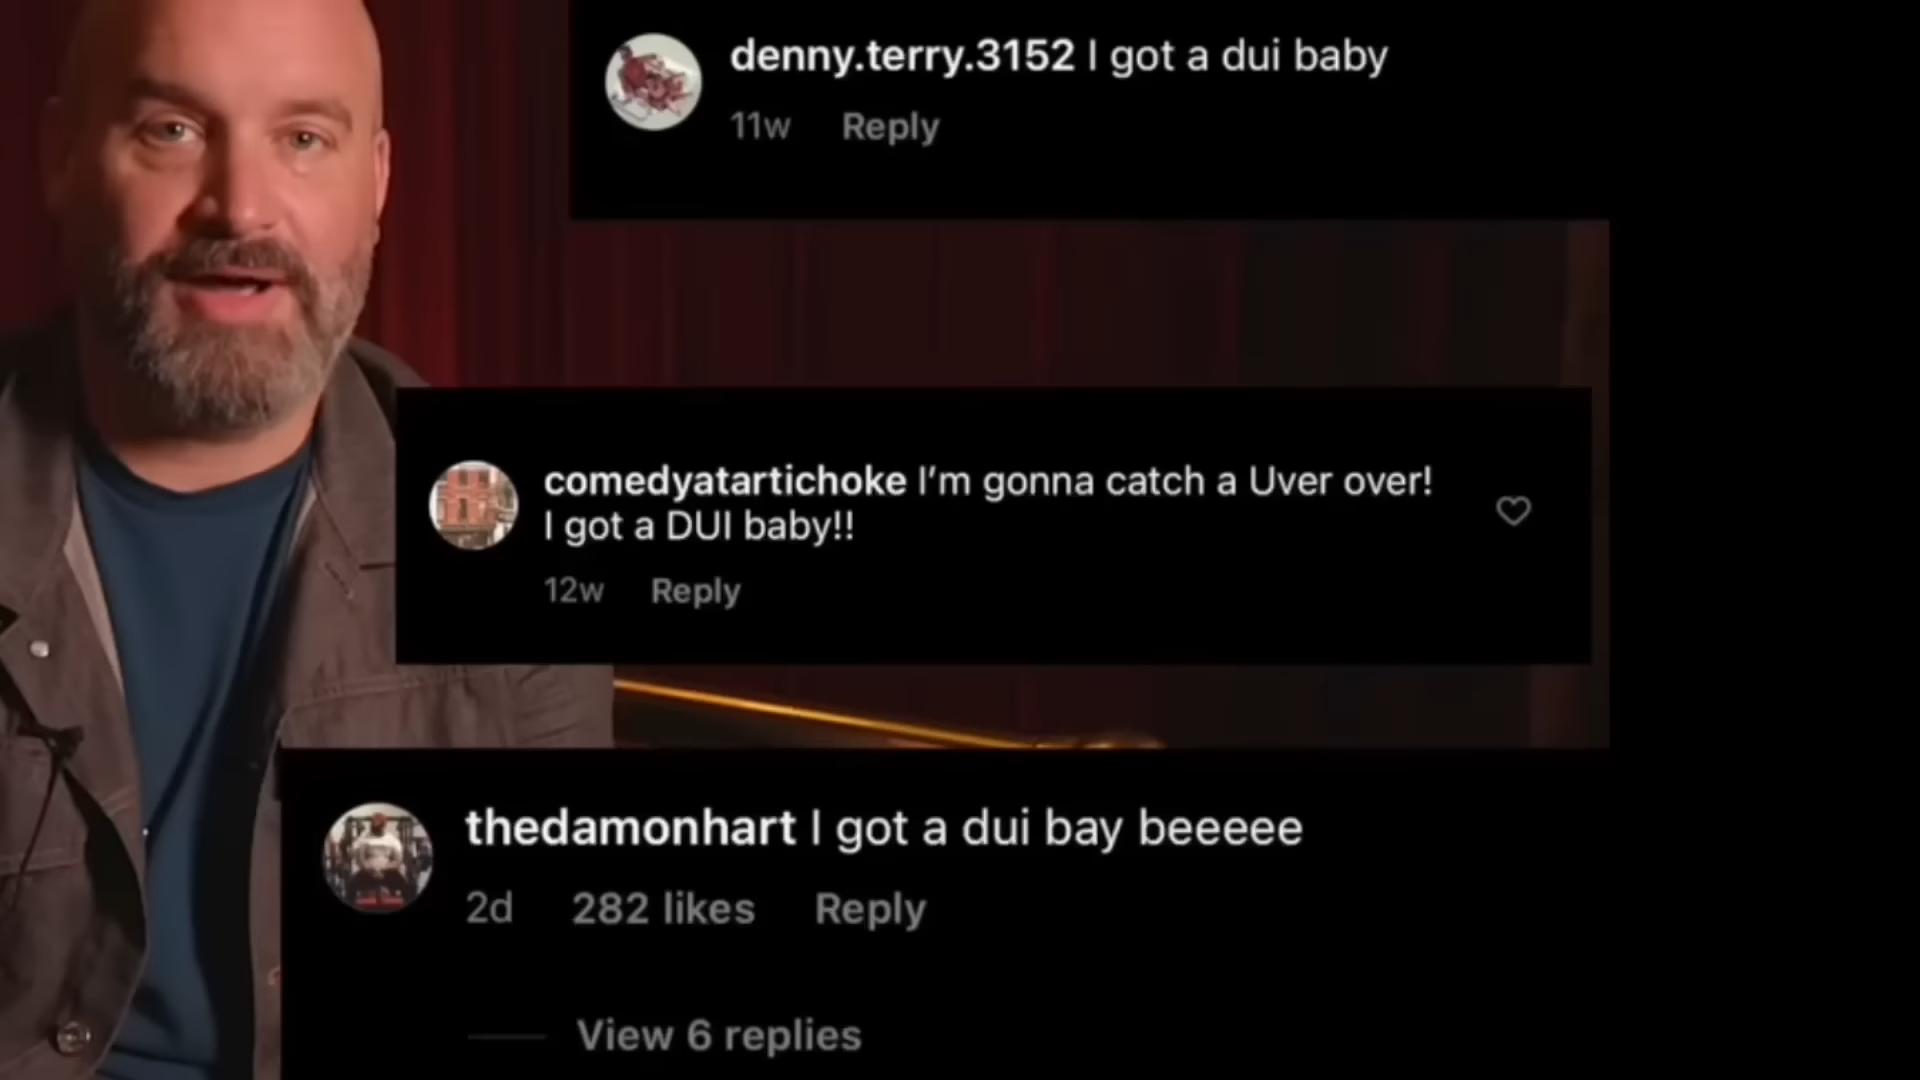 denny.terry.3152 I got a dui baby
11w Reply
comedyatartichoke I'm gonna catch a Uver over!
I got a DUI baby!!
12w Reply
thedamonhart I got a dui bay beeeee
2d 282 likes Reply
View 6 replies